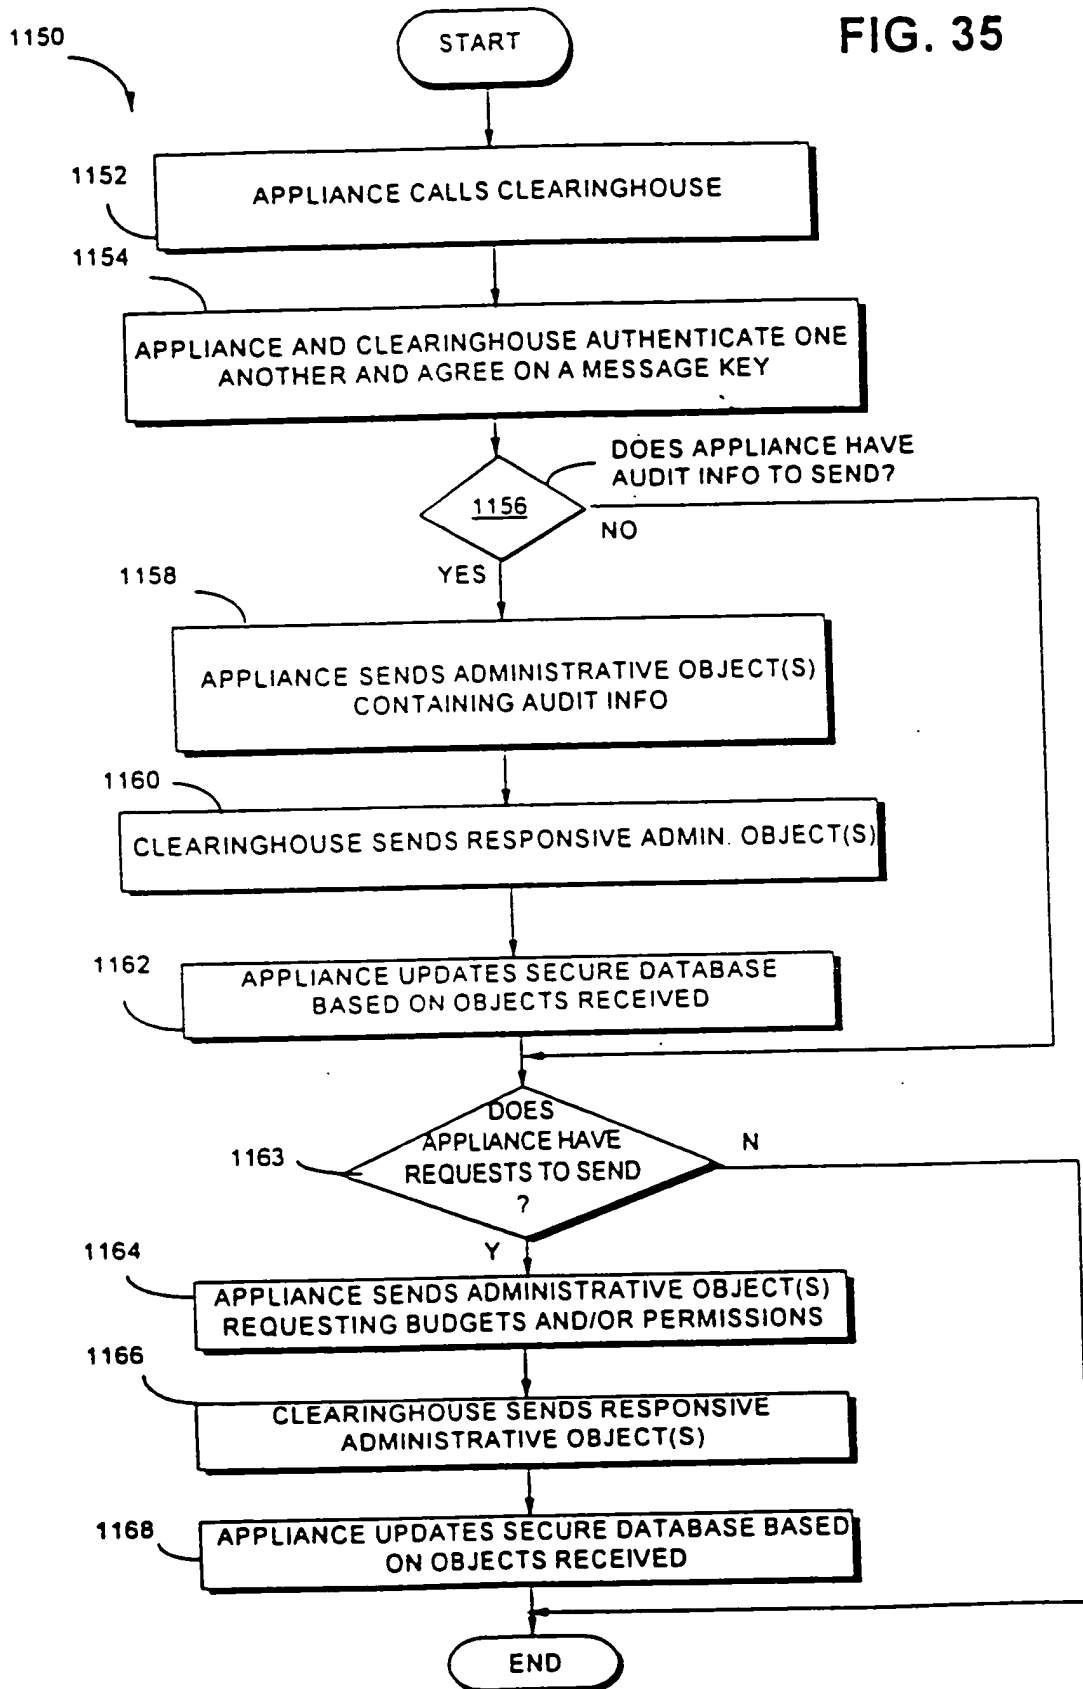 FIG. 35
1150
START
1152
APPLIANCE CALLS CLEARINGHOUSE
1154
APPLIANCE AND CLEARINGHOUSE AUTHENTICATE ONE
ANOTHER AND AGREE ON A MESSAGE KEY
DOES APPLIANCE HAVE
AUDIT INFO TO SEND?
1156
NO
YES
1158
APPLIANCE SENDS ADMINISTRATIVE OBJECT(S)
CONTAINING AUDIT INFO
1160
CLEARINGHOUSE SENDS RESPONSIVE ADMIN. OBJECT(S)
1162
APPLIANCE UPDATES SECURE DATABASE
BASED ON OBJECTS RECEIVED
DOES
APPLIANCE HAVE
REQUESTS TO SEND
?
1163
N
Y
1164
APPLIANCE SENDS ADMINISTRATIVE OBJECT(S)
REQUESTING BUDGETS AND/OR PERMISSIONS
1166
CLEARINGHOUSE SENDS RESPONSIVE
ADMINISTRATIVE OBJECT(S)
1168
APPLIANCE UPDATES SECURE DATABASE BASED
ON OBJECTS RECEIVED
END